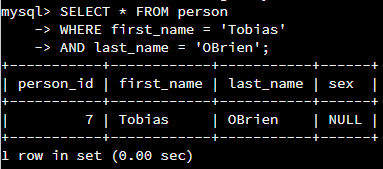 mysql> SELECT * FROM person
    -> WHERE first_name = 'Tobias'
    -> AND last_name = 'OBrien';
+-----------+------------+-----------+------+
| person_id | first_name | last_name | sex  |
+-----------+------------+-----------+------+
|         7 | Tobias     | OBrien    | NULL |
+-----------+------------+-----------+------+
1 row in set (0.00 sec)